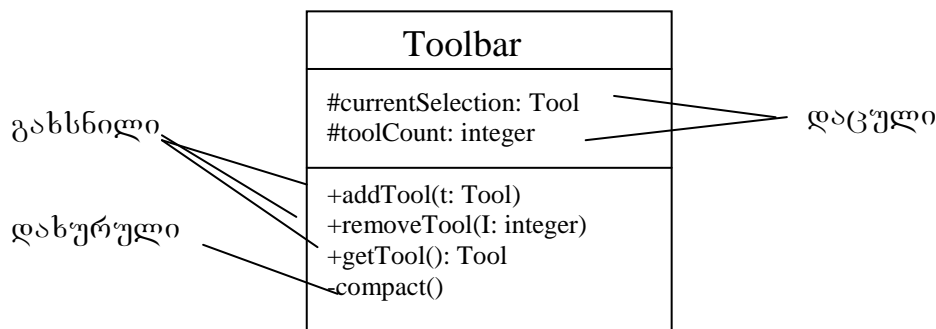 Toolbar
#currentSelection: Tool
#toolCount: integer
გახსნილი
დაცული
+addTool(t: Tool)
+removeTool(I: integer)
დახურული
+getTool(): Tool
-compact()